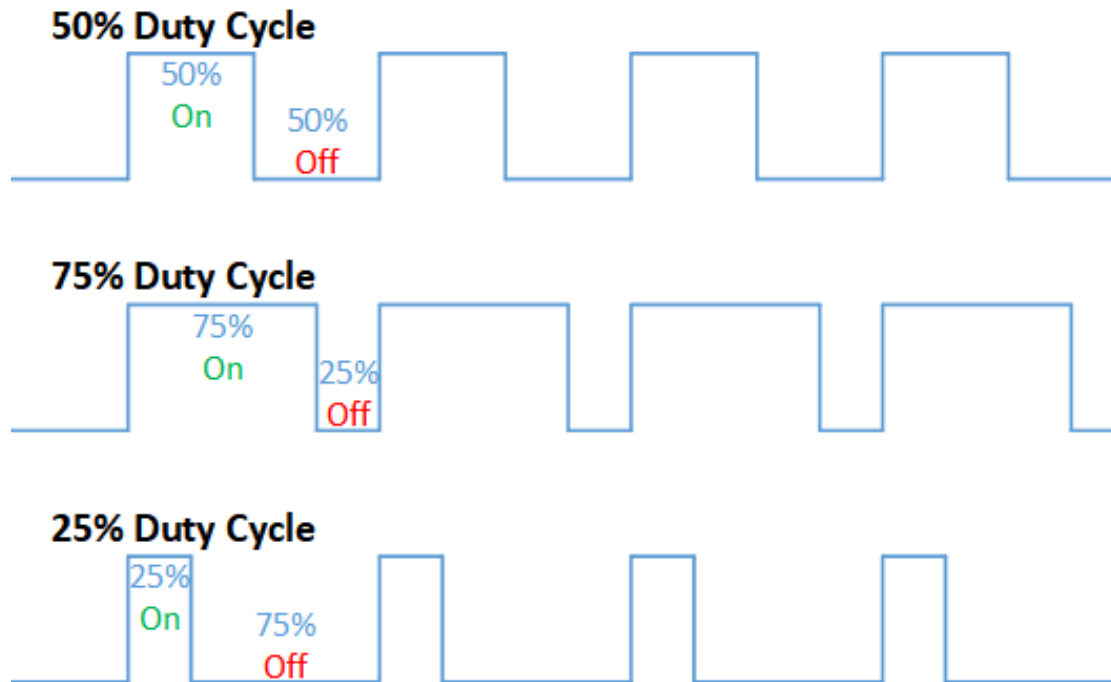 50% Duty Cycle
50%
On
50%
Off
75% Duty Cycle
75%
On
25%
Off
25% Duty Cycle
25%
On
75%
Off